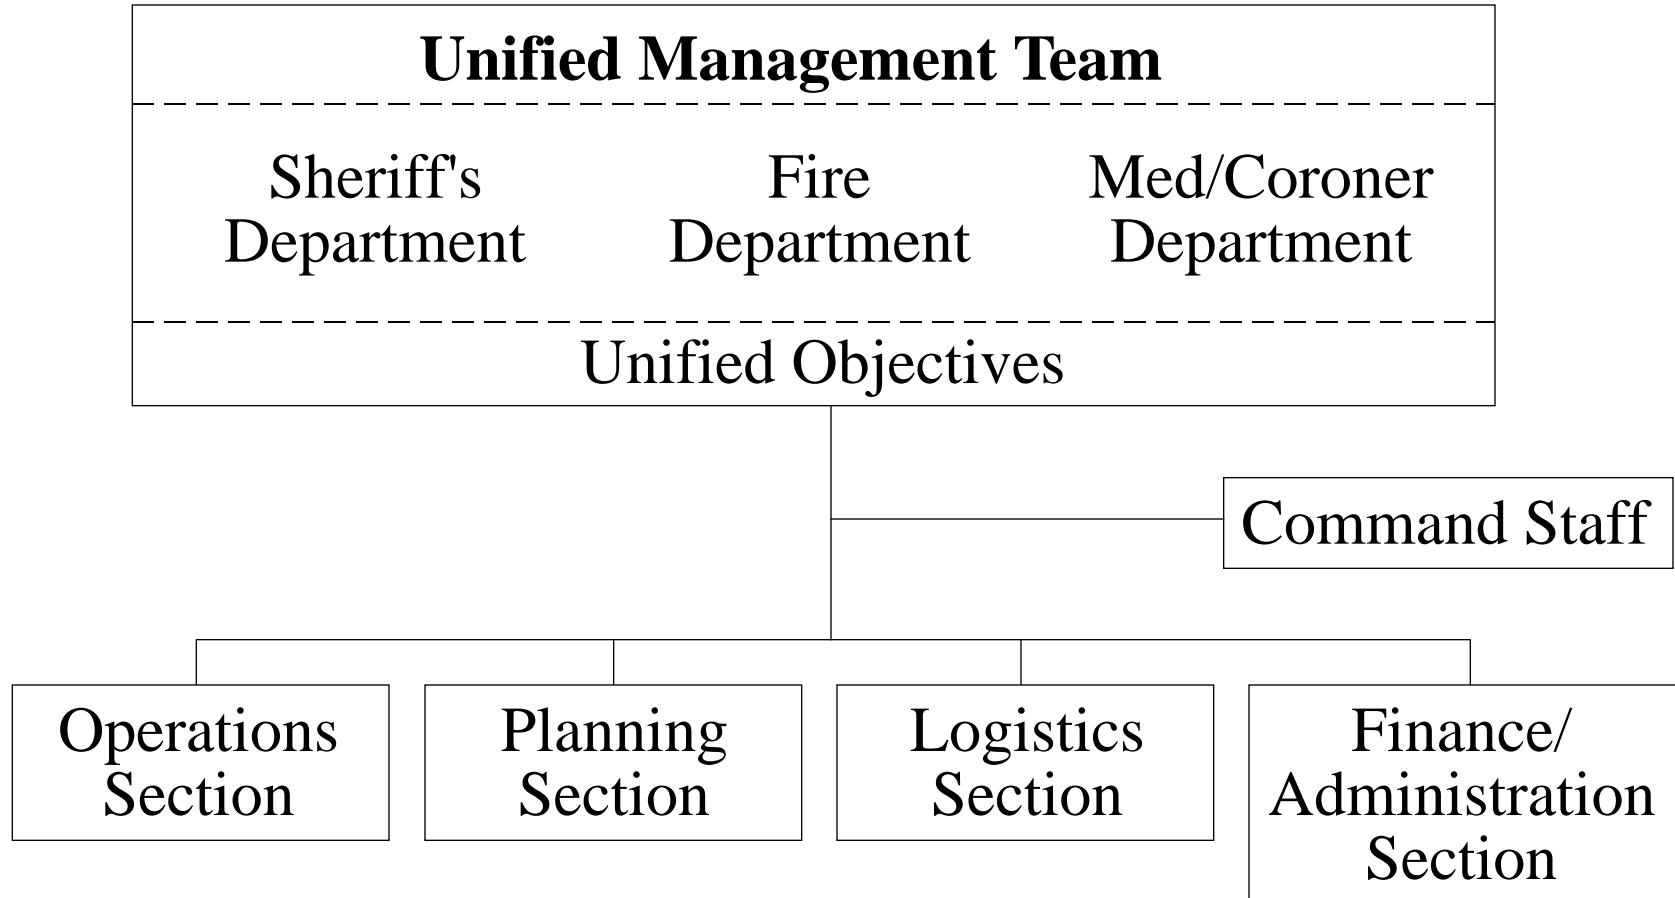 Unified Management Team
Sheriff's
Department
Fire
Department
Med/Coroner
Department
Unified Objectives
Command Staff
Operations
Section
Planning
Section
Logistics
Section
Finance/
Administration
Section